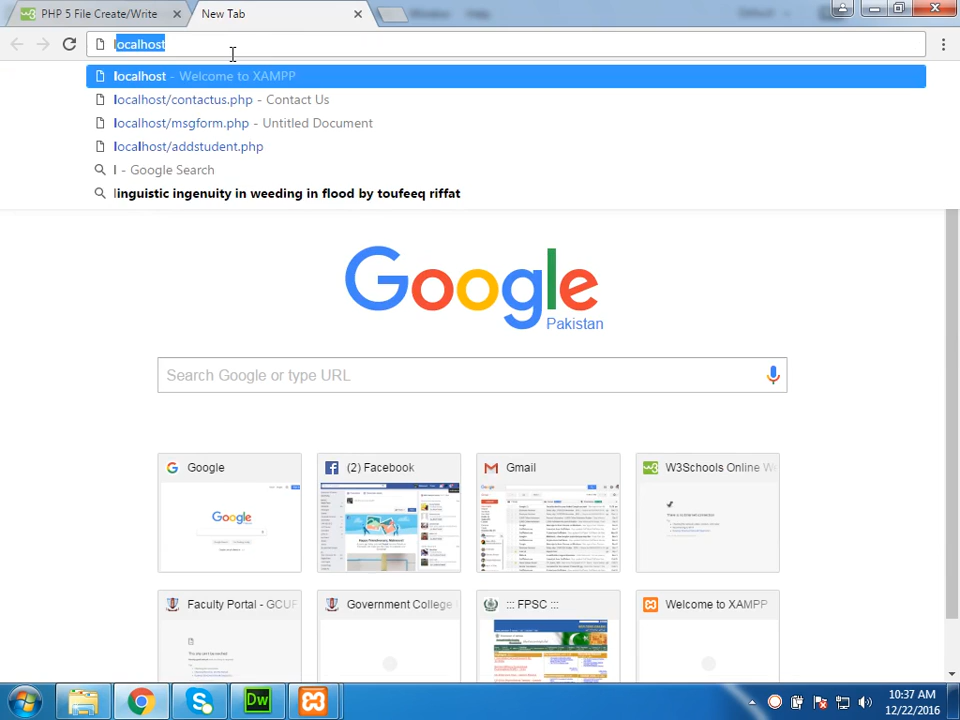 PHP 5 File Create/Write
New Tab
localhost
localhost - Welcome to XAMPP
localhost/contactus.php - Contact Us
localhost/msgform.php - Untitled Document
localhost/addstudent.php
l - Google Search
linguistic ingenuity in weeding in flood by toufeeq riffat
Google
Pakistan
Search Google or type URL
Google
(2) Facebook
Gmail
W3Schools Online W
Faculty Portal - GCUF
Government College
::: FPSC :::
Welcome to XAMPP
Dw
10:37 AM
12/22/2016